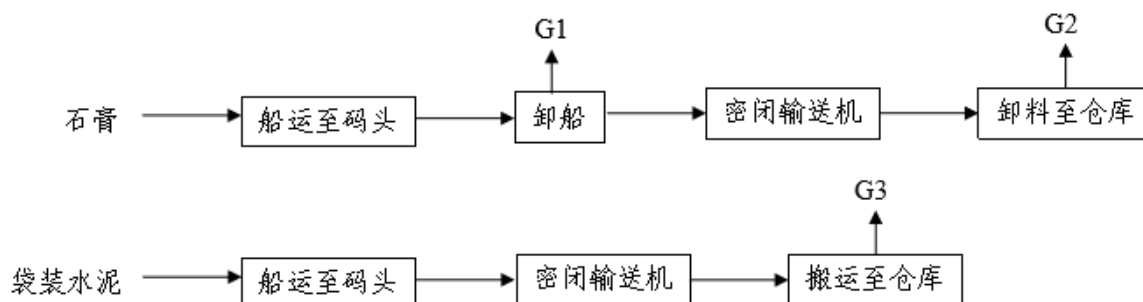 G1
G2
石膏
船运至码头
卸船
密闭输送机
卸料至仓库
G3
袋装水泥
船运至码头
密闭输送机
搬运至仓库